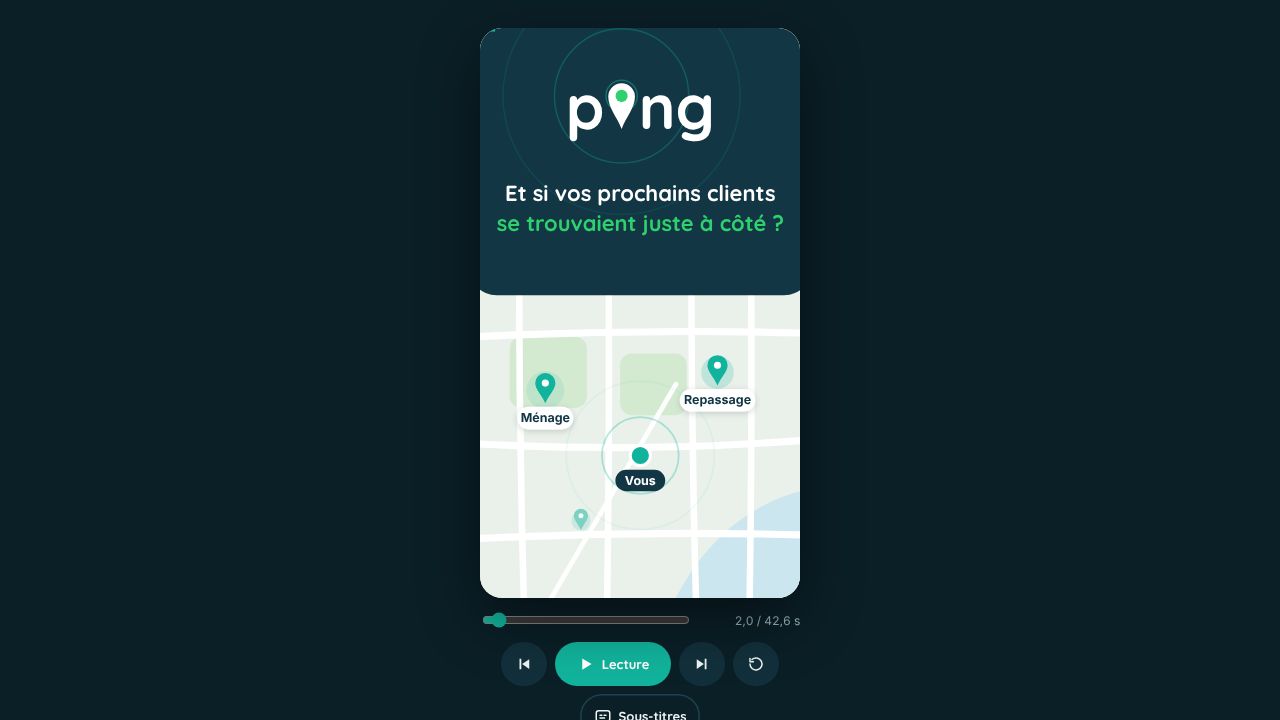 ping
Et si vos prochains clients
se trouvaient juste à côté ?
Repassage
Ménage
Vous
2,0 / 42,6 s
Lecture
Sous-titres